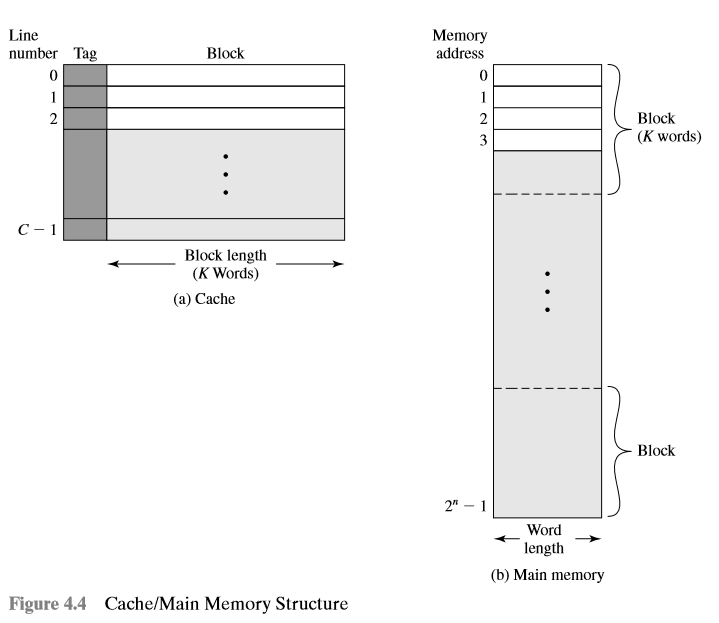 Line
number Tag Block
0
1
2
C − 1
Block length
(K Words)
(a) Cache
Memory
address
0
1
2
3
Block
(K words)
Block
2ⁿ − 1
Word
length
(b) Main memory
Figure 4.4 Cache/Main Memory Structure